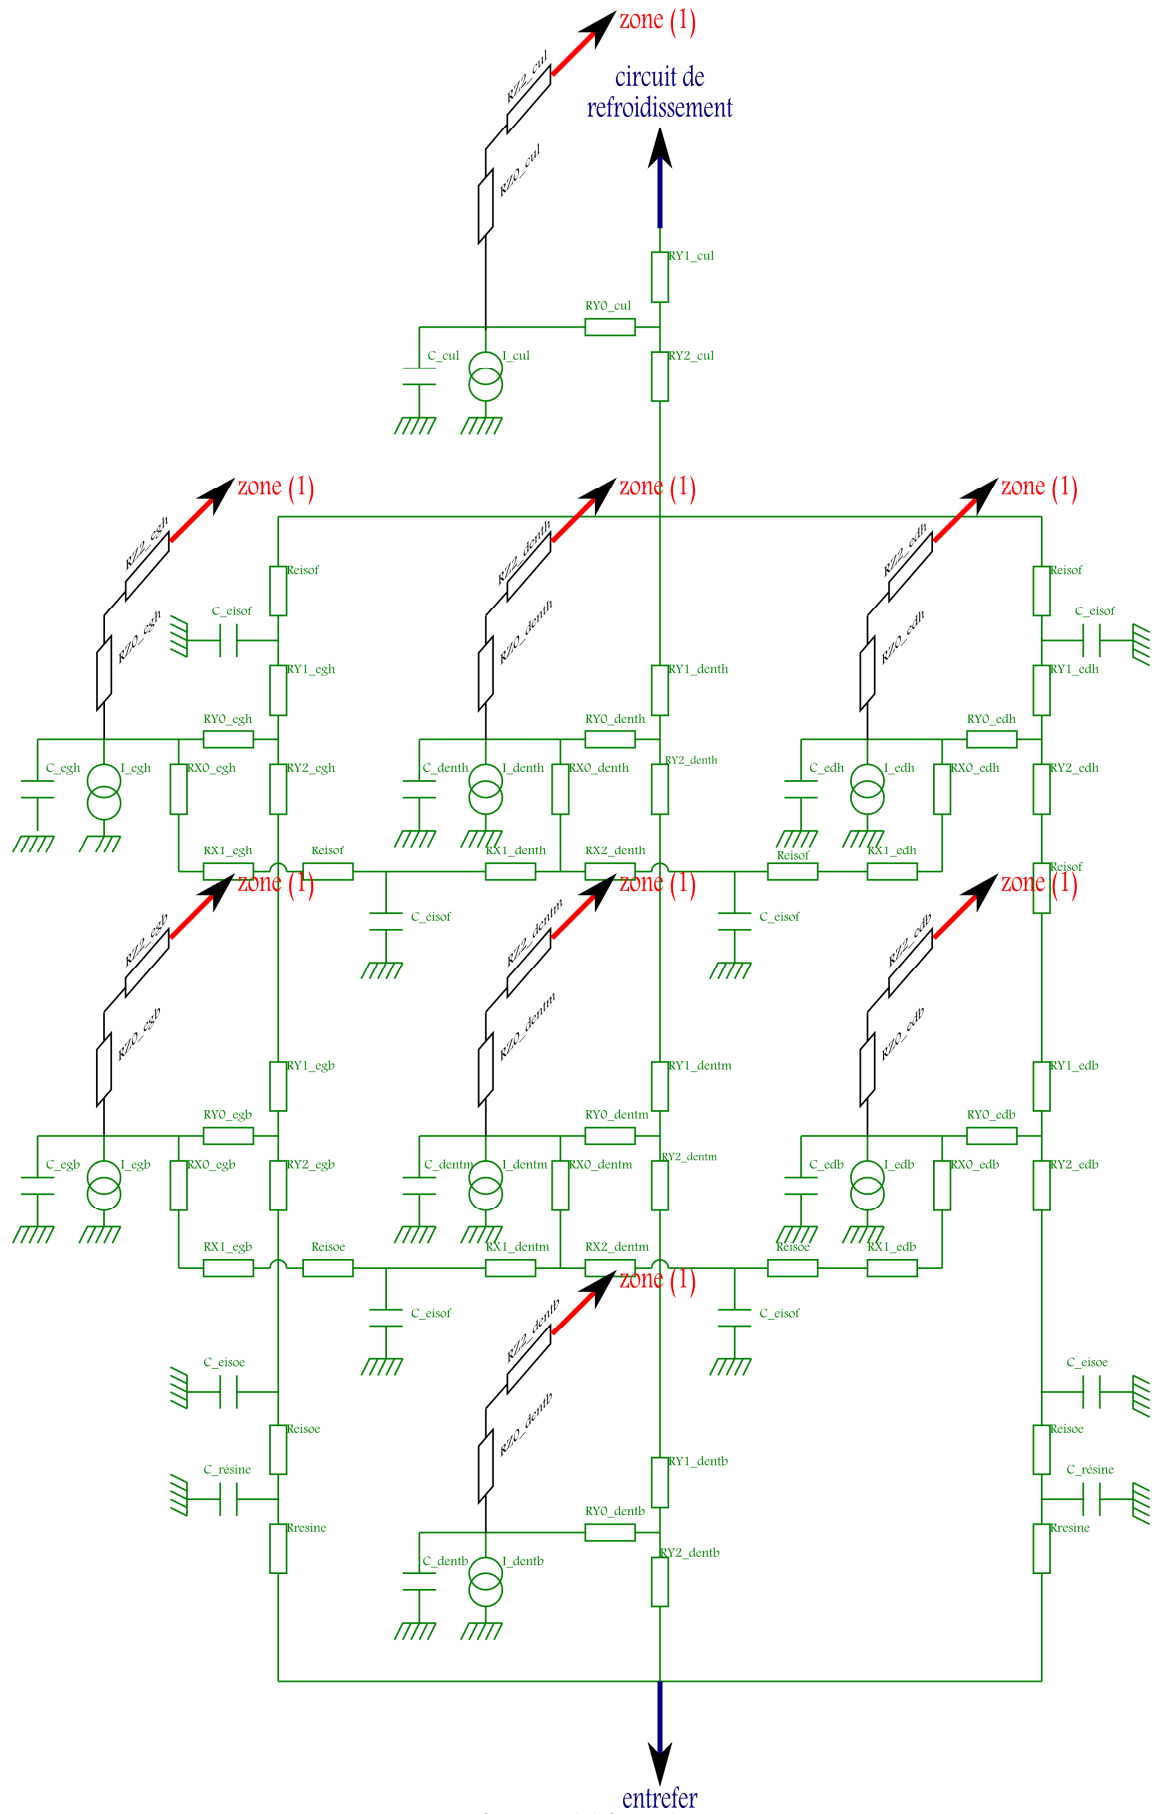 zone (1)
RZ2_cul
circuit de
refroidissement
RZ0_cul
RY1_cul
RY0_cul
C_cul
I_cul
RY2_cul
zone (1)
zone (1)
zone (1)
RZ2_egh
RZ2_denth
RZ2_edh
Reisof
Reisof
C_eisof
C_eisof
RZ0_egh
RZ0_denth
RZ0_edh
RY1_egh
RY1_denth
RY1_edh
RY0_egh
RY0_denth
RY0_edh
C_egh
I_egh
RX0_egh
RY2_egh
C_denth
I_denth
RX0_denth
RY2_denth
C_edh
I_edh
RX0_edh
RY2_edh
RX1_egh
Reisof
RX1_denth
RX2_denth
Reisof
RX1_edh
Reisof
zone (1)
zone (1)
zone (1)
C_eisof
C_eisof
RZ2_egb
RZ2_dentm
RZ2_edb
RZ0_egb
RZ0_dentm
RZ0_edb
RY1_egb
RY1_dentm
RY1_edb
RY0_egb
RY0_dentm
RY0_edb
C_egb
I_egb
RX0_egb
RY2_egb
C_dentm
I_dentm
RX0_dentm
RY2_dentm
C_edb
I_edb
RX0_edb
RY2_edb
RX1_egb
Reisoe
RX1_dentm
RX2_dentm
Reisoe
RX1_edb
zone (1)
C_eisof
C_eisof
RZ2_dentb
C_eisoe
C_eisoe
RZ0_dentb
Reisoe
Reisoe
C_résine
RY1_dentb
C_résine
RY0_dentb
Rresine
Rresine
C_dentb
I_dentb
RY2_dentb
entrefer